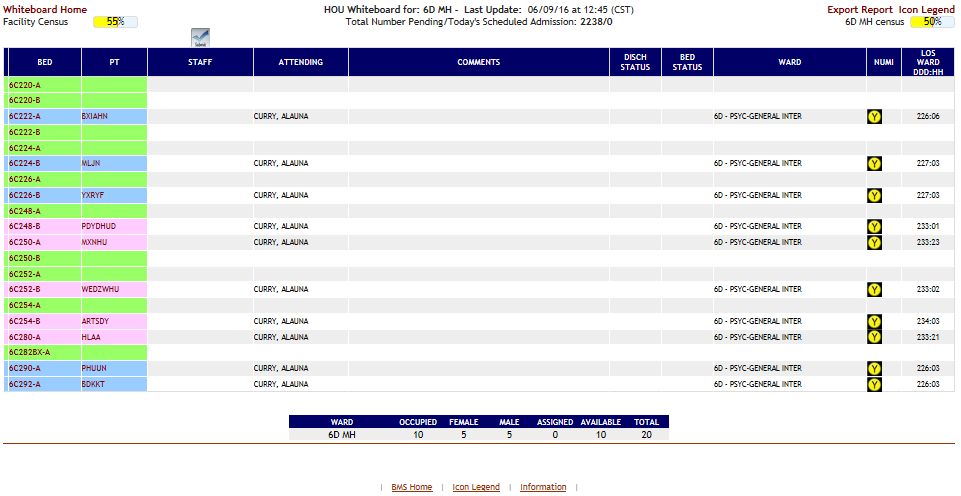 Whiteboard Home HOU Whiteboard for: 6D MH - Last Update: 06/09/16 at 12:45 (CST) Export Report Icon Legend
Facility Census 55% Total Number Pending/Today's Scheduled Admission: 2238/0 6D MH census 50%
Submit
BED PT STAFF ATTENDING COMMENTS DISCH STATUS BED STATUS WARD NUMI LOS WARD DDD:HH
6C220-A
6C220-B
6C222-A BXIAHN CURRY, ALAUNA 6D - PSYC-GENERAL INTER Y 226:06
6C222-B
6C224-A
6C224-B MLJN CURRY, ALAUNA 6D - PSYC-GENERAL INTER Y 227:03
6C226-A
6C226-B YXRYF CURRY, ALAUNA 6D - PSYC-GENERAL INTER Y 227:03
6C248-A
6C248-B PDYDHUD CURRY, ALAUNA 6D - PSYC-GENERAL INTER Y 233:01
6C250-A MXNHU CURRY, ALAUNA 6D - PSYC-GENERAL INTER Y 233:23
6C250-B
6C252-A
6C252-B WEDZWHU CURRY, ALAUNA 6D - PSYC-GENERAL INTER Y 233:02
6C254-A
6C254-B ARTSDY CURRY, ALAUNA 6D - PSYC-GENERAL INTER Y 234:03
6C280-A HLAA CURRY, ALAUNA 6D - PSYC-GENERAL INTER Y 233:21
6C282BX-A
6C290-A PHUUN CURRY, ALAUNA 6D - PSYC-GENERAL INTER Y 226:03
6C292-A BDKKT CURRY, ALAUNA 6D - PSYC-GENERAL INTER Y 226:03
WARD OCCUPIED FEMALE MALE ASSIGNED AVAILABLE TOTAL
6D MH 10 5 5 0 10 20
| BMS Home | Icon Legend | Information |